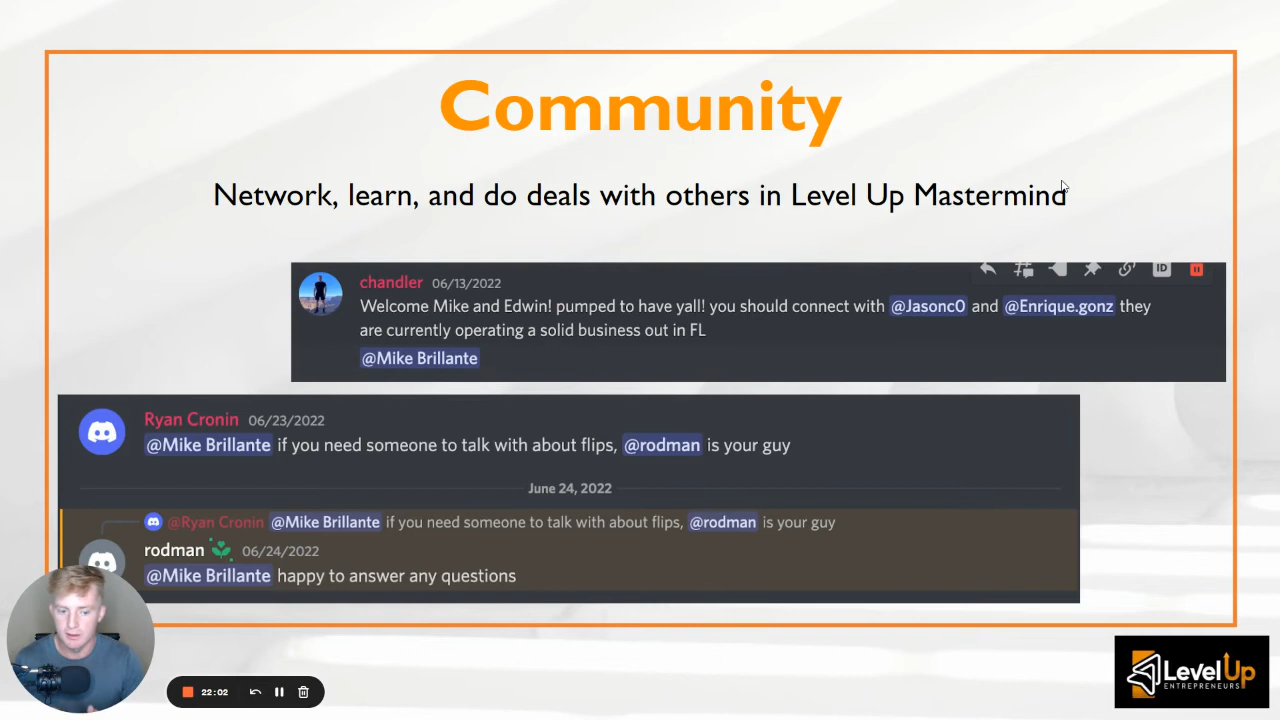 Community
Network, learn, and do deals with others in Level Up Mastermind
chandler 06/13/2022
ID
Welcome Mike and Edwin! pumped to have yall! you should connect with @Jasonc0 and @Enrique.gonz they
are currently operating a solid business out in FL
@Mike Brillante
Ryan Cronin 06/23/2022
@Mike Brillante if you need someone to talk with about flips, @rodman is your guy
June 24, 2022
@Ryan Cronin @Mike Brillante if you need someone to talk with about flips, @rodman is your guy
rodman 06/24/2022
@Mike Brillante happy to answer any questions
22:02
Level Up
ENTREPRENEURS